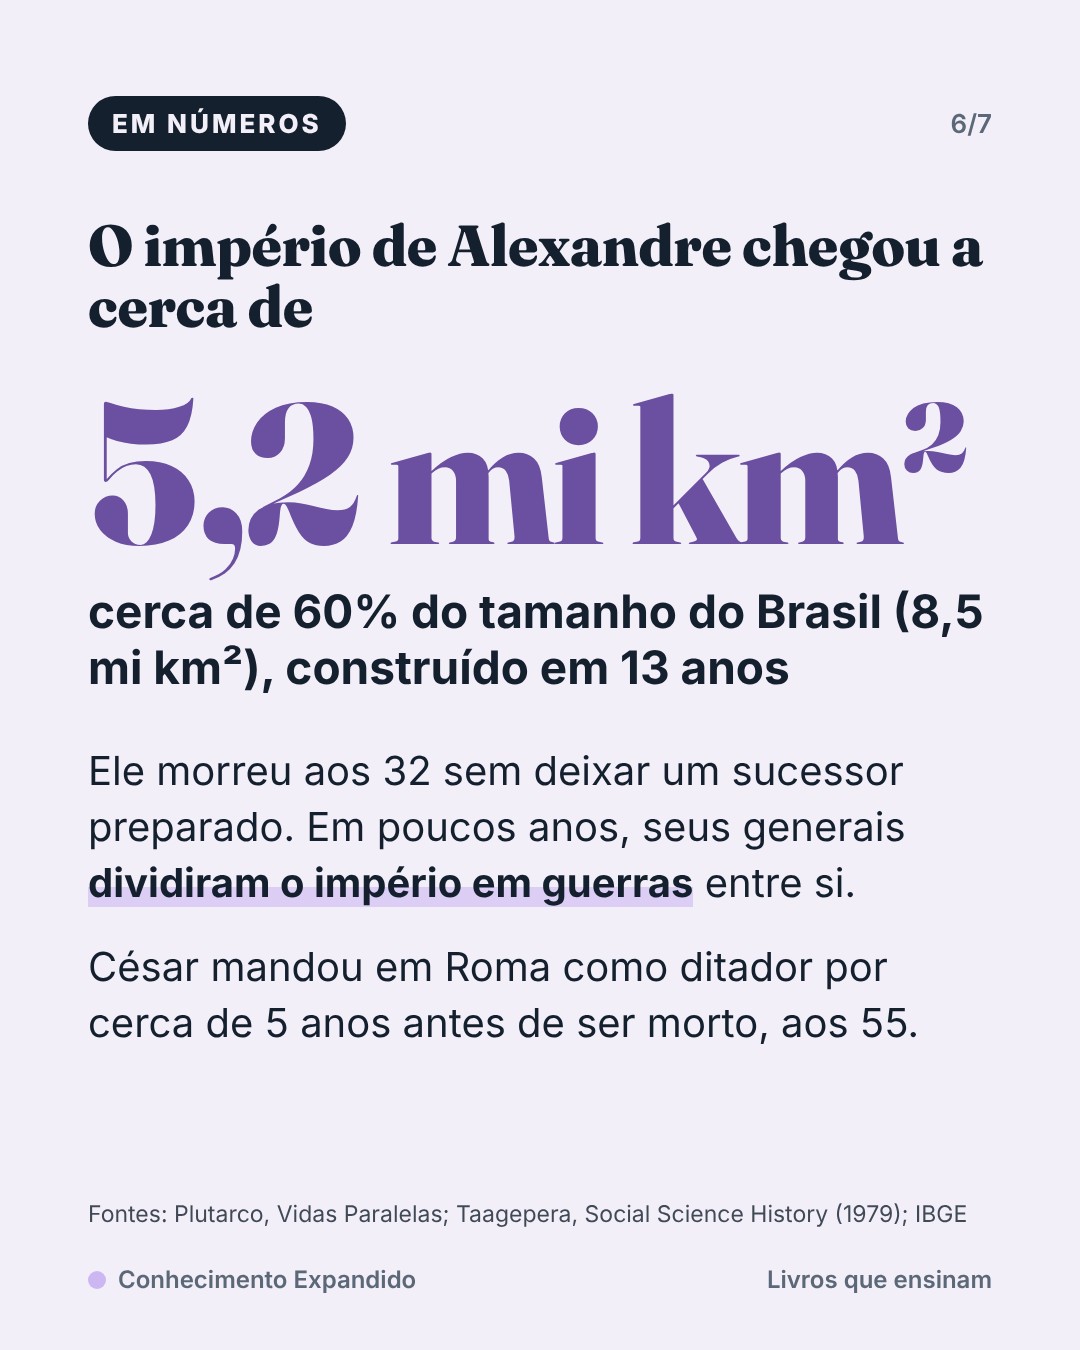 EM NÚMEROS
6/7
O império de Alexandre chegou a
cerca de
5,2 mi km²
cerca de 60% do tamanho do Brasil (8,5
mi km²), construído em 13 anos
Ele morreu aos 32 sem deixar um sucessor
preparado. Em poucos anos, seus generais
dividiram o império em guerras entre si.
César mandou em Roma como ditador por
cerca de 5 anos antes de ser morto, aos 55.
Fontes: Plutarco, Vidas Paralelas; Taagepera, Social Science History (1979); IBGE
Conhecimento Expandido
Livros que ensinam